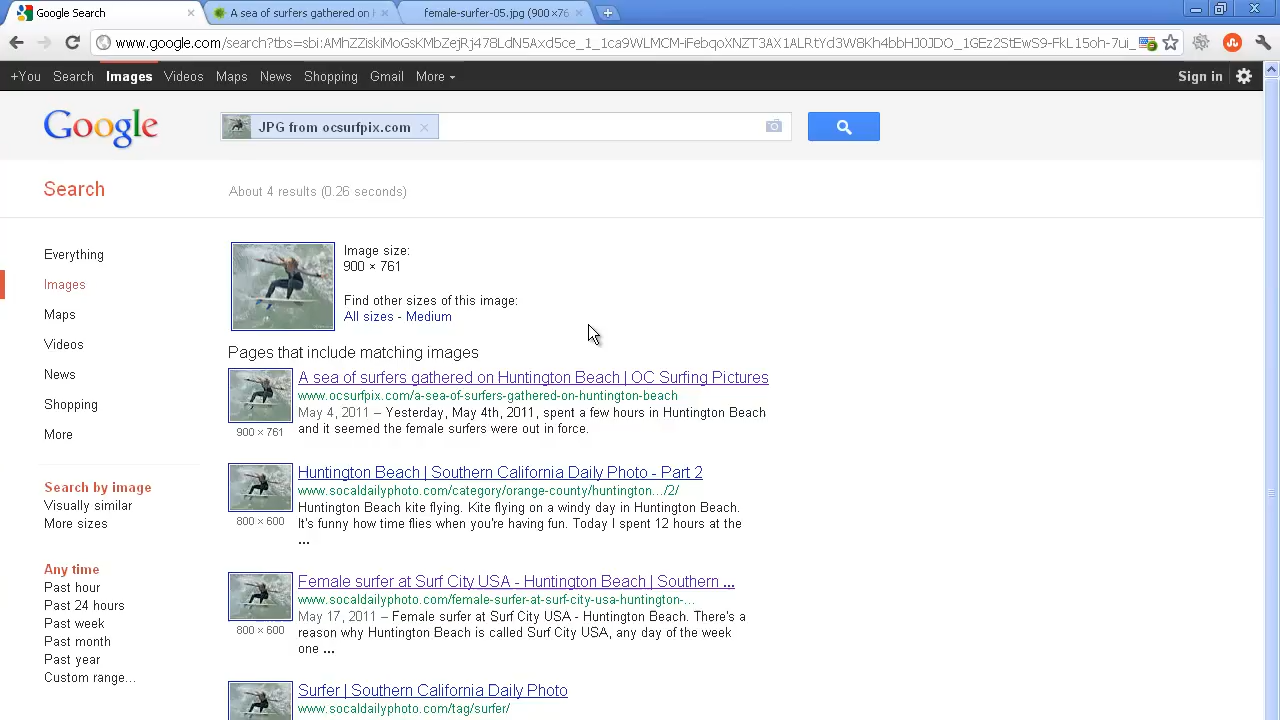 Google Search
A sea of surfers gathered on H
female-surfer-05.jpg (900×76
+You Search Images Maps Videos News Shopping Gmail More
Sign in
Google
JPG from ocsurfpix.com
Search
About 4 results (0.26 seconds)
Everything
Images
Maps
Videos
News
Shopping
More
Search by image
Visually similar
More sizes
Any time
Past hour
Past 24 hours
Past week
Past month
Past year
Custom range...
Image size:
900 × 761
Find other sizes of this image:
All sizes - Medium
Pages that include matching images
A sea of surfers gathered on Huntington Beach | OC Surfing Pictures
www.ocsurfpix.com/a-sea-of-surfers-gathered-on-huntington-beach
May 4, 2011 – Yesterday, May 4th, 2011, spent a few hours in Huntington Beach
and it seemed the female surfers were out in force.
900 × 761
Huntington Beach | Southern California Daily Photo - Part 2
www.socaldailyphoto.com/category/orange-county/huntington.../2/
Huntington Beach kite flying. Kite flying on a windy day in Huntington Beach.
It's funny how time flies when you're having fun. Today I spent 12 hours at the
...
800 × 600
Female surfer at Surf City USA - Huntington Beach | Southern ...
www.socaldailyphoto.com/female-surfer-at-surf-city-usa-huntington-...
May 17, 2011 – Female surfer at Surf City USA - Huntington Beach. There's a
reason why Huntington Beach is called Surf City USA, any day of the week
one ...
800 × 600
Surfer | Southern California Daily Photo
www.socaldailyphoto.com/tag/surfer/